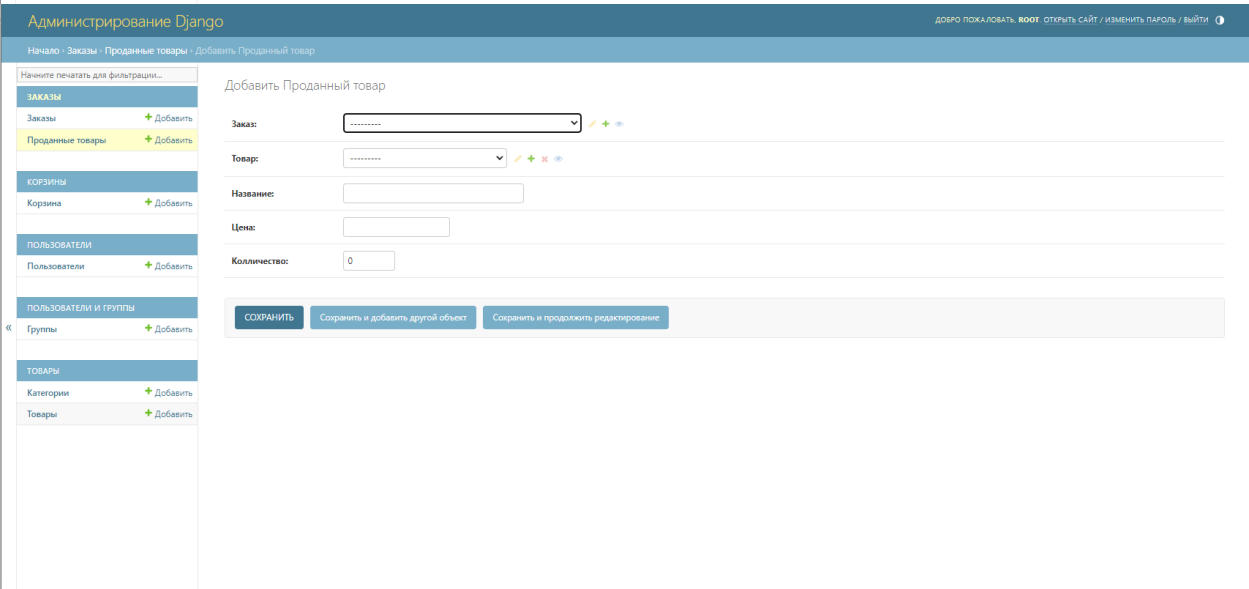 Администрирование Django
ДОБРО ПОЖАЛОВАТЬ, ROOT. ОТКРЫТЬ САЙТ / ИЗМЕНИТЬ ПАРОЛЬ / ВЫЙТИ
Начало › Заказы › Проданные товары › Добавить Проданный товар
Начните печатать для фильтрации...
ЗАКАЗЫ
Заказы + Добавить
Проданные товары + Добавить
КОРЗИНЫ
Корзина + Добавить
ПОЛЬЗОВАТЕЛИ
Пользователи + Добавить
ПОЛЬЗОВАТЕЛИ И ГРУППЫ
«
Группы + Добавить
ТОВАРЫ
Категории + Добавить
Товары + Добавить
Добавить Проданный товар
Заказ: ---------
Товар: ---------
Название:
Цена:
Колличество: 0
СОХРАНИТЬ Сохранить и добавить другой объект Сохранить и продолжить редактирование